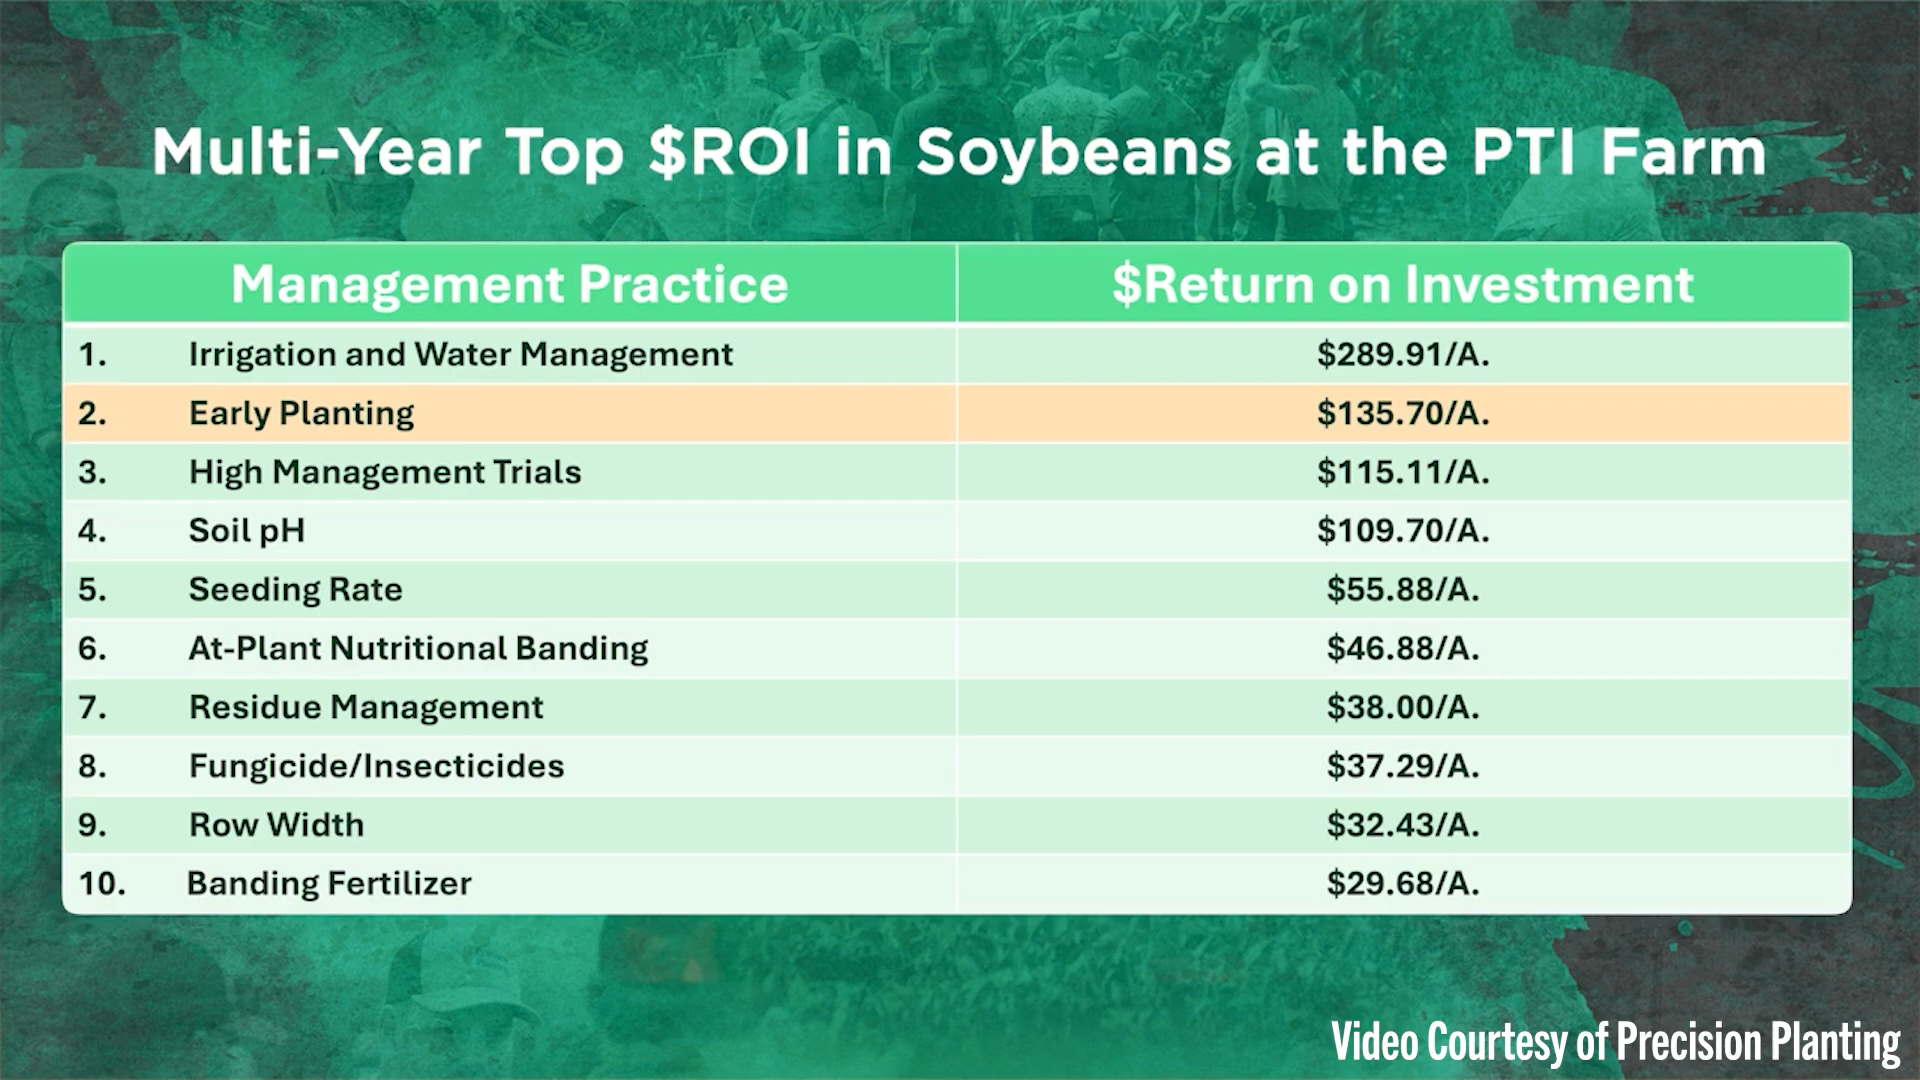 Multi-Year Top $ROI in Soybeans at the PTI Farm
Management Practice $Return on Investment
1. Irrigation and Water Management $289.91/A.
2. Early Planting $135.70/A.
3. High Management Trials $115.11/A.
4. Soil pH $109.70/A.
5. Seeding Rate $55.88/A.
6. At-Plant Nutritional Banding $46.88/A.
7. Residue Management $38.00/A.
8. Fungicide/Insecticides $37.29/A.
9. Row Width $32.43/A.
10. Banding Fertilizer $29.68/A.
Video Courtesy of Precision Planting